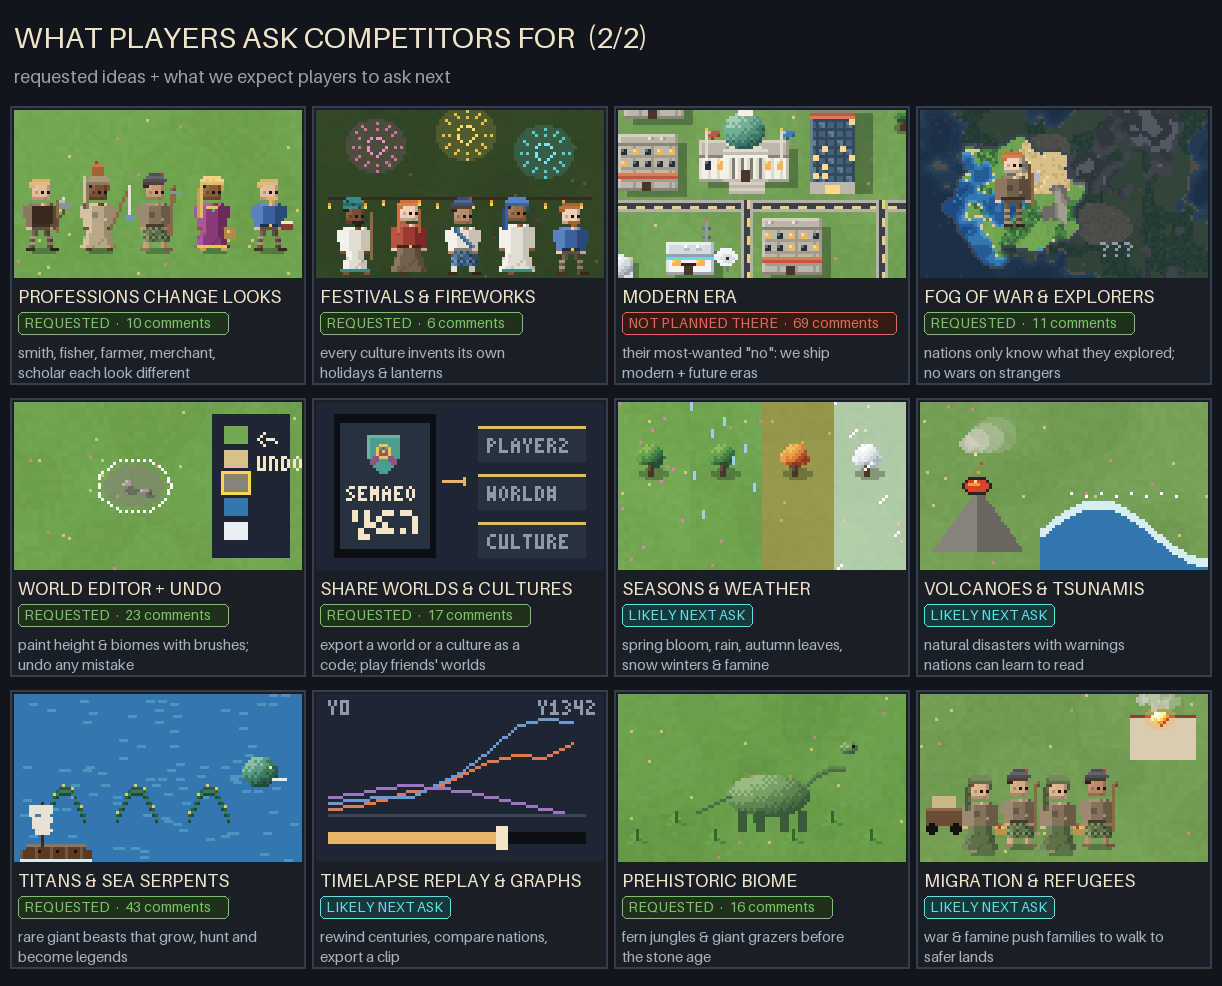 WHAT PLAYERS ASK COMPETITORS FOR (2/2)
requested ideas + what we expect players to ask next
PROFESSIONS CHANGE LOOKS
REQUESTED · 10 comments
smith, fisher, farmer, merchant,
scholar each look different
FESTIVALS & FIREWORKS
REQUESTED · 6 comments
every culture invents its own
holidays & lanterns
MODERN ERA
NOT PLANNED THERE · 69 comments
their most-wanted "no": we ship
modern + future eras
???
FOG OF WAR & EXPLORERS
REQUESTED · 11 comments
nations only know what they explored;
no wars on strangers
<-
UNDO
WORLD EDITOR + UNDO
REQUESTED · 23 comments
paint height & biomes with brushes;
undo any mistake
SEMAEO
PLAYER2
CULTURE
SHARE WORLDS & CULTURES
REQUESTED · 17 comments
export a world or a culture as a
code; play friends' worlds
SEASONS & WEATHER
LIKELY NEXT ASK
spring bloom, rain, autumn leaves,
snow winters & famine
VOLCANOES & TSUNAMIS
LIKELY NEXT ASK
natural disasters with warnings
nations can learn to read
TITANS & SEA SERPENTS
REQUESTED · 43 comments
rare giant beasts that grow, hunt and
become legends
Y0 Y1342
TIMELAPSE REPLAY & GRAPHS
LIKELY NEXT ASK
rewind centuries, compare nations,
export a clip
PREHISTORIC BIOME
REQUESTED · 16 comments
fern jungles & giant grazers before
the stone age
MIGRATION & REFUGEES
LIKELY NEXT ASK
war & famine push families to walk to
safer lands